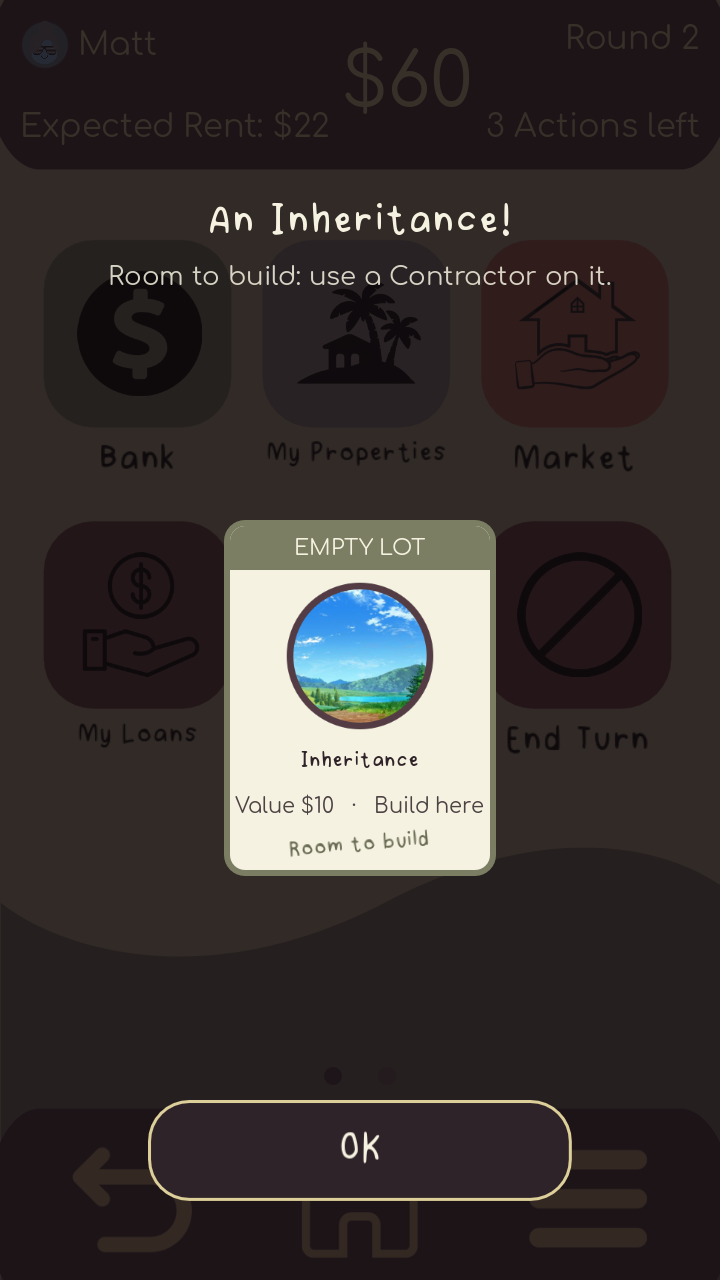 Matt
Round 2
$60
Expected Rent: $22
3 Actions left
An Inheritance!
Room to build: use a Contractor on it.
$
Bank
My Properties
Market
EMPTY LOT
Inheritance
Value $10 · Build here
Room to build
$
My Loans
End Turn
OK